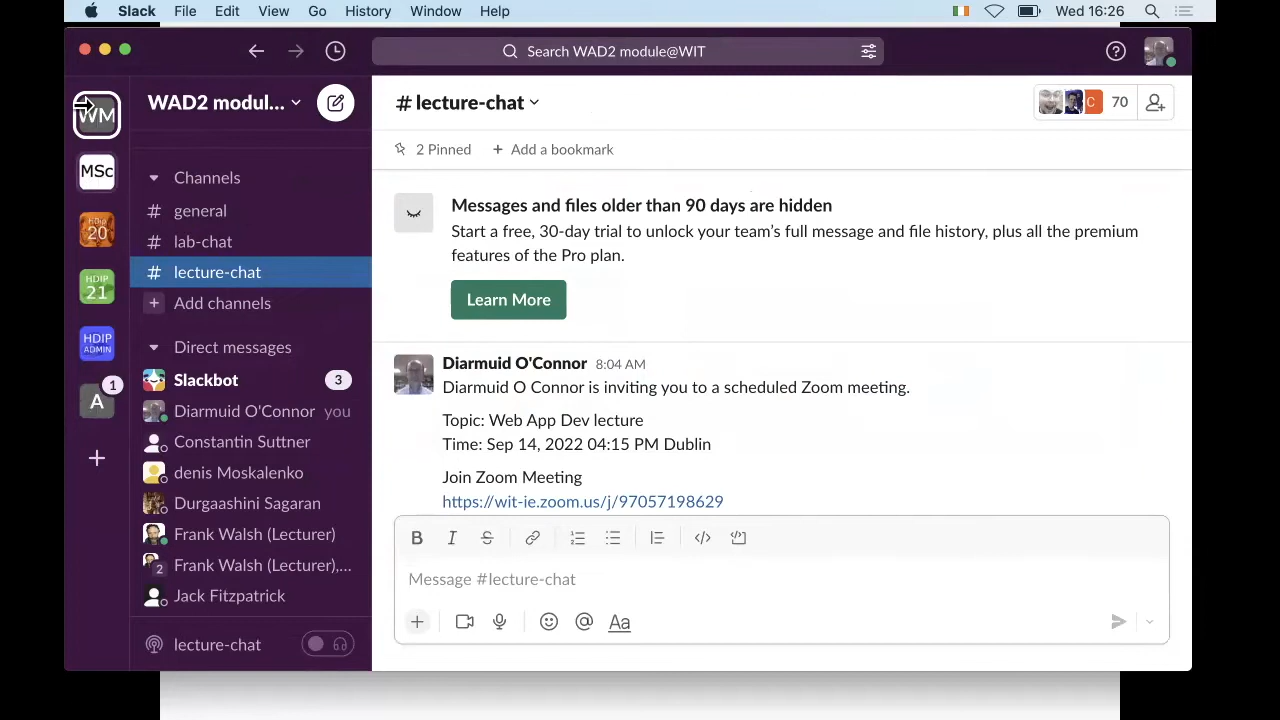 Slack File Edit View Go History Window Help Wed 16:26
Search WAD2 module@WIT
WM
MSc
HDip 20
HDIP 21
HDIP ADMIN
A 1
WAD2 modul...
Channels
# general
# lab-chat
# lecture-chat
+ Add channels
Direct messages
Slackbot 3
Diarmuid O'Connor you
Constantin Suttner
denis Moskalenko
Durgaashini Sagaran
Frank Walsh (Lecturer)
2 Frank Walsh (Lecturer),...
Jack Fitzpatrick
lecture-chat
# lecture-chat
C 70
2 Pinned + Add a bookmark
Messages and files older than 90 days are hidden
Start a free, 30-day trial to unlock your team's full message and file history, plus all the premium
features of the Pro plan.
Learn More
Diarmuid O'Connor 8:04 AM
Diarmuid O Connor is inviting you to a scheduled Zoom meeting.
Topic: Web App Dev lecture
Time: Sep 14, 2022 04:15 PM Dublin
Join Zoom Meeting
https://wit-ie.zoom.us/j/97057198629
B I S
Message #lecture-chat
+ @ Aa